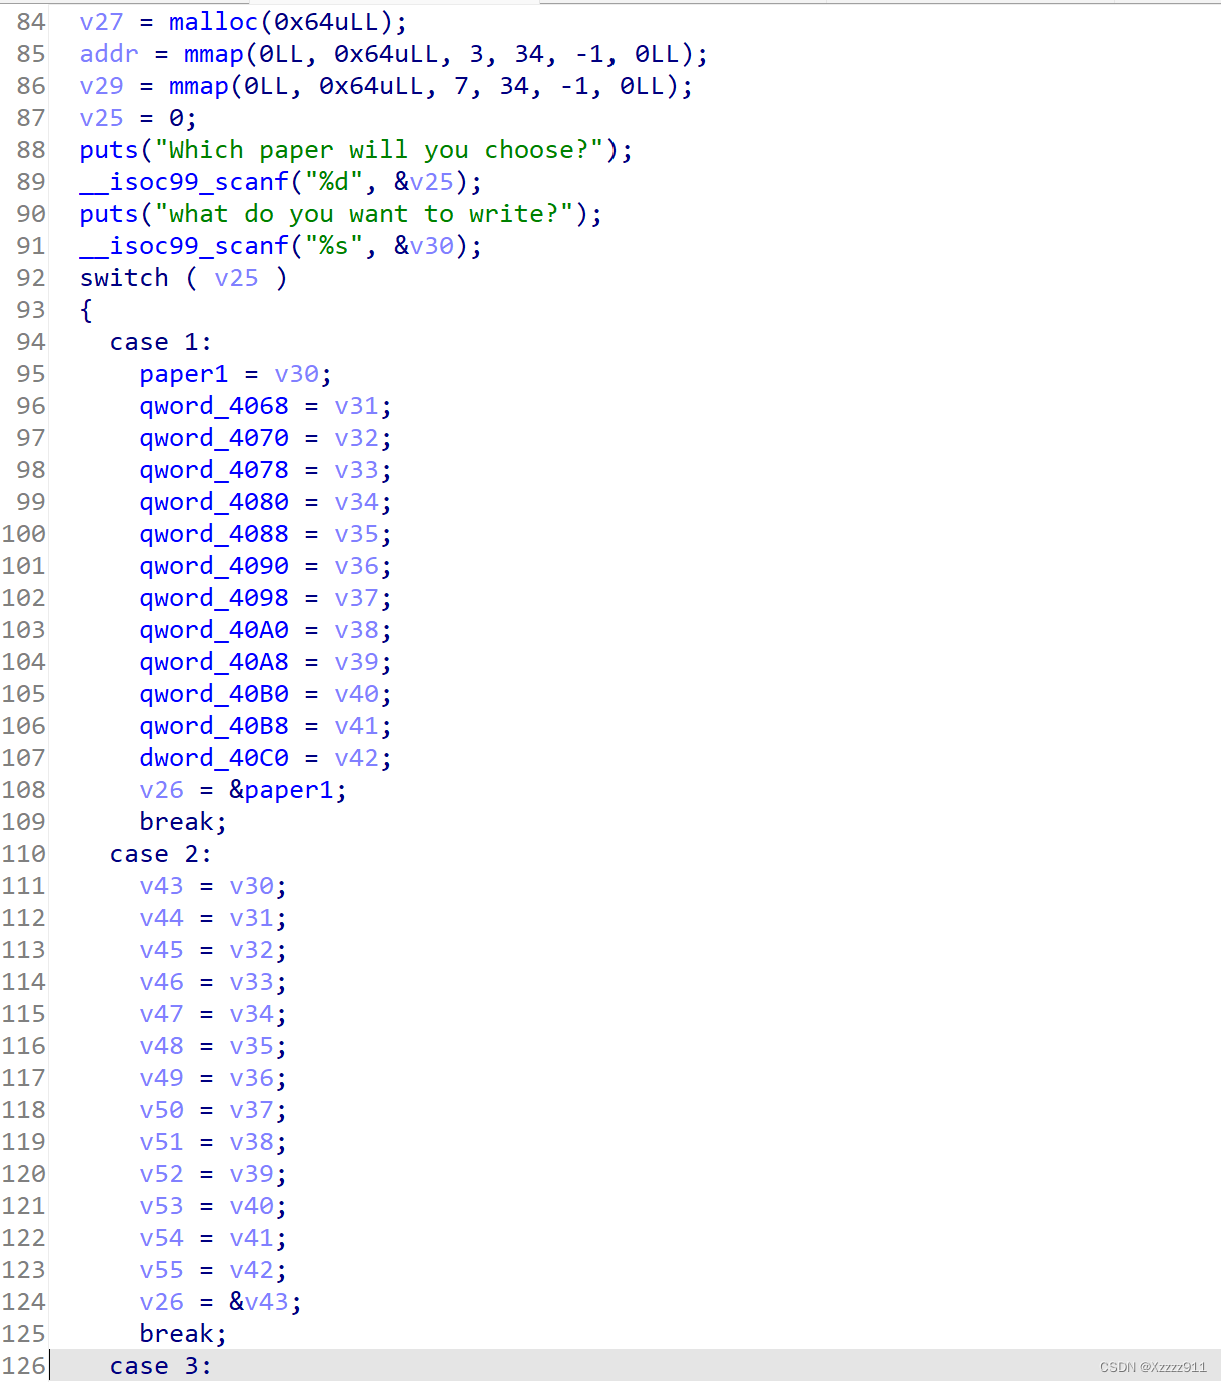 84 v27 = malloc(0x64uLL);
85 addr = mmap(0LL, 0x64uLL, 3, 34, -1, 0LL);
86 v29 = mmap(0LL, 0x64uLL, 7, 34, -1, 0LL);
87 v25 = 0;
88 puts("Which paper will you choose?");
89 __isoc99_scanf("%d", &v25);
90 puts("what do you want to write?");
91 __isoc99_scanf("%s", &v30);
92 switch ( v25 )
93 {
94 case 1:
95 paper1 = v30;
96 qword_4068 = v31;
97 qword_4070 = v32;
98 qword_4078 = v33;
99 qword_4080 = v34;
100 qword_4088 = v35;
101 qword_4090 = v36;
102 qword_4098 = v37;
103 qword_40A0 = v38;
104 qword_40A8 = v39;
105 qword_40B0 = v40;
106 qword_40B8 = v41;
107 dword_40C0 = v42;
108 v26 = &paper1;
109 break;
110 case 2:
111 v43 = v30;
112 v44 = v31;
113 v45 = v32;
114 v46 = v33;
115 v47 = v34;
116 v48 = v35;
117 v49 = v36;
118 v50 = v37;
119 v51 = v38;
120 v52 = v39;
121 v53 = v40;
122 v54 = v41;
123 v55 = v42;
124 v26 = &v43;
125 break;
126 case 3:
CSDN @Xzzzz911